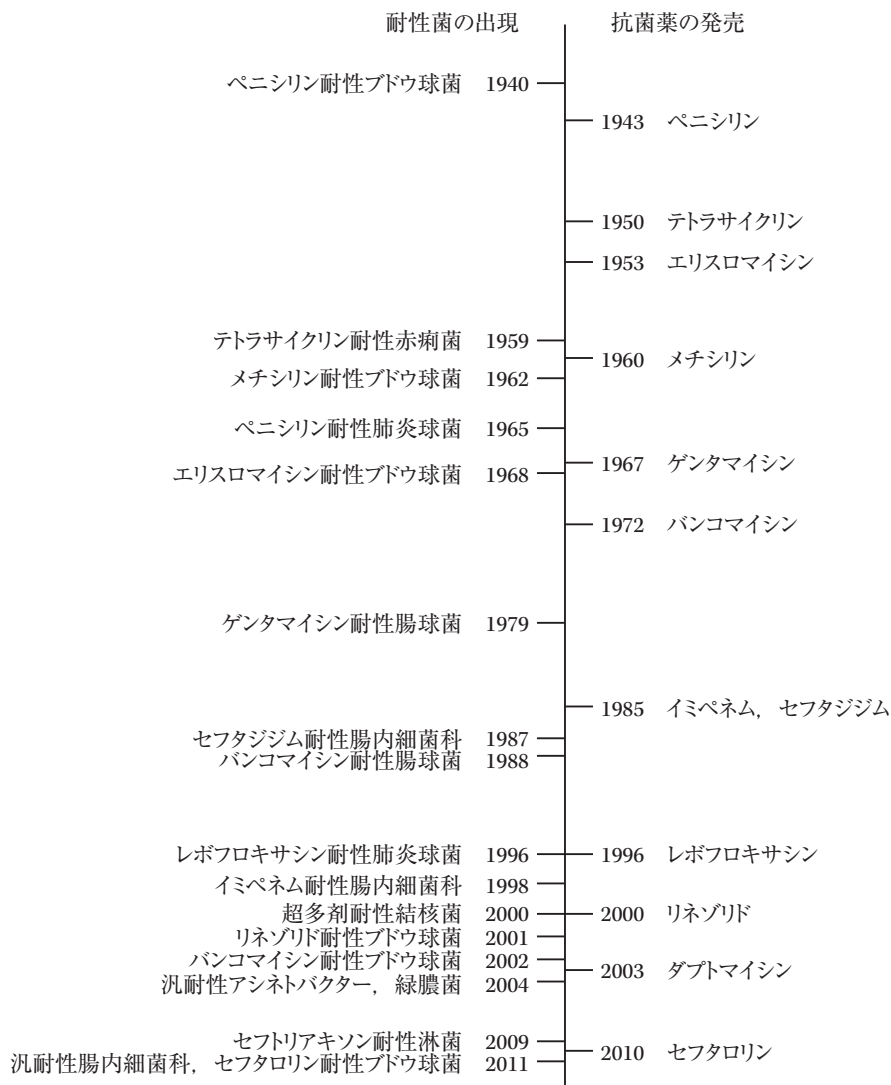 耐性菌の出現 抗菌薬の発売
ペニシリン耐性ブドウ球菌 1940
1943 ペニシリン
1950 テトラサイクリン
1953 エリスロマイシン
テトラサイクリン耐性赤痢菌 1959
1960 メチシリン
メチシリン耐性ブドウ球菌 1962
ペニシリン耐性肺炎球菌 1965
1967 ゲンタマイシン
エリスロマイシン耐性ブドウ球菌 1968
1972 バンコマイシン
ゲンタマイシン耐性腸球菌 1979
1985 イミペネム，セフタジジム
セフタジジム耐性腸内細菌科 1987
バンコマイシン耐性腸球菌 1988
レボフロキサシン耐性肺炎球菌 1996 1996 レボフロキサシン
イミペネム耐性腸内細菌科 1998
超多剤耐性結核菌 2000 2000 リネゾリド
リネゾリド耐性ブドウ球菌 2001
バンコマイシン耐性ブドウ球菌 2002
2003 ダプトマイシン
汎耐性アシネトバクター，緑膿菌 2004
セフトリアキソン耐性淋菌 2009
2010 セフタロリン
汎耐性腸内細菌科，セフタロリン耐性ブドウ球菌 2011